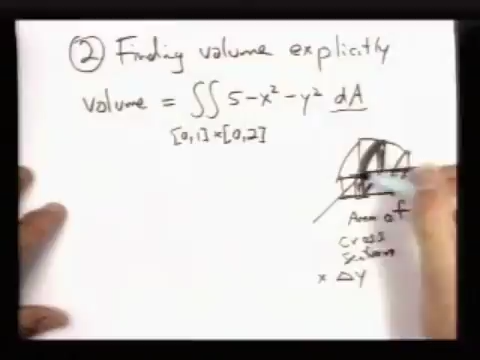 ② Finding volume explicitly
volume = ∬ 5-x²-y² dA
[0,1]×[0,2]
Area of
Cross
Section
× Δy